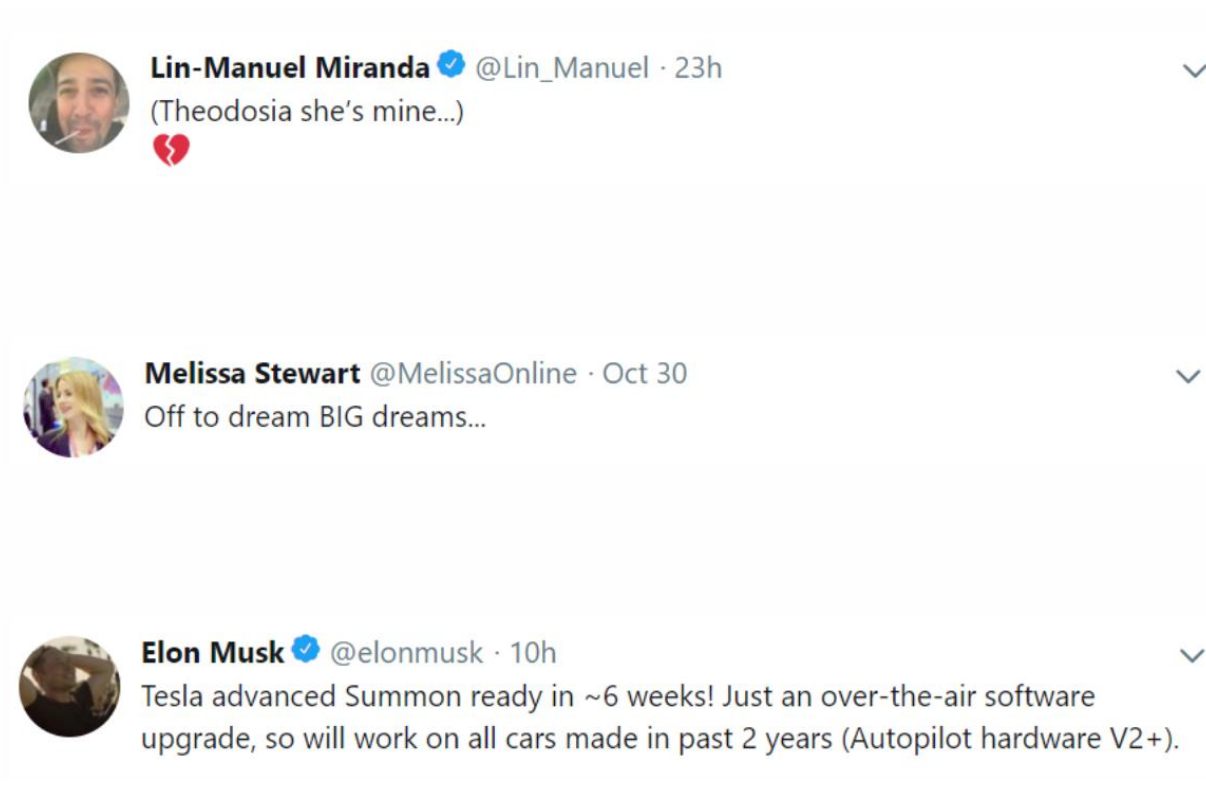 Lin-Manuel Miranda @Lin_Manuel · 23h
(Theodosia she’s mine...)
💔
Melissa Stewart @MelissaOnline · Oct 30
Off to dream BIG dreams...
Elon Musk @elonmusk · 10h
Tesla advanced Summon ready in ~6 weeks! Just an over-the-air software
upgrade, so will work on all cars made in past 2 years (Autopilot hardware V2+).